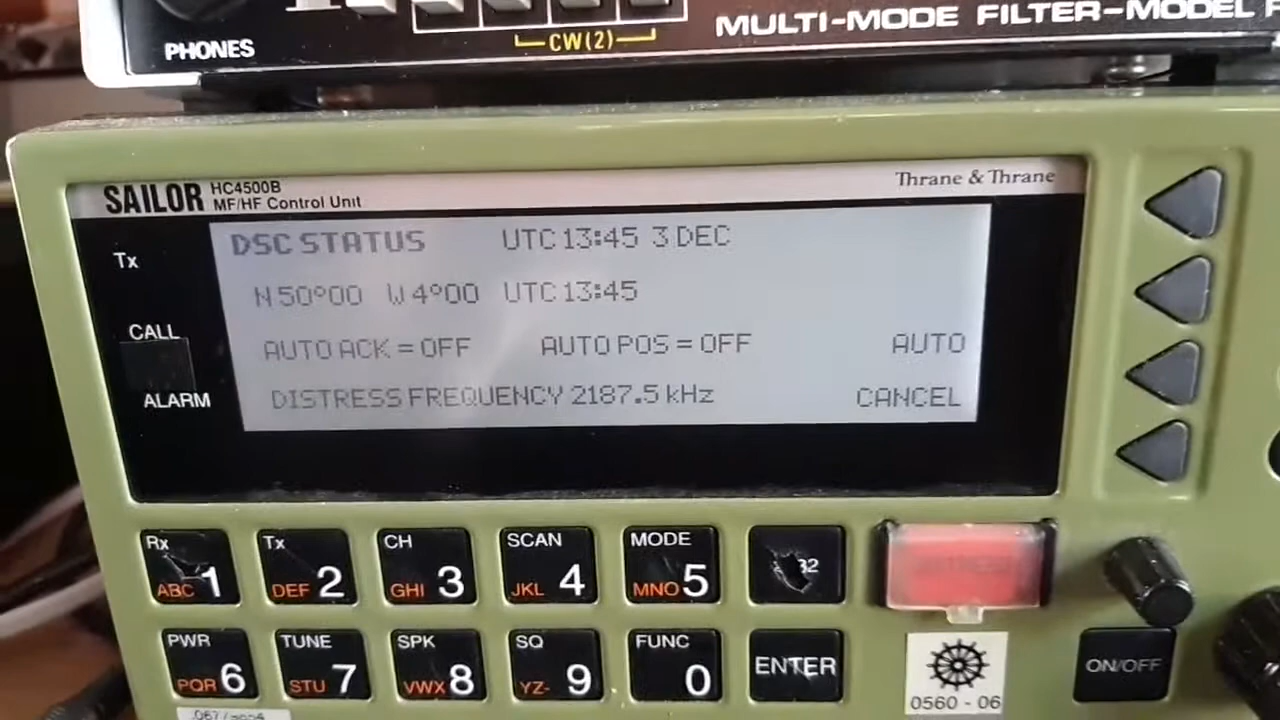 PHONES
CW(2)
MULTI-MODE FILTER-MODEL
SAILOR HC4500B
MF/HF Control Unit
Thrane & Thrane
Tx
CALL
ALARM
DSC STATUS UTC 13:45 3 DEC
N 50°00 W 4°00 UTC 13:45
AUTO ACK = OFF AUTO POS = OFF AUTO
DISTRESS FREQUENCY 2187.5 kHz CANCEL
Rx ABC 1
Tx DEF 2
CH GHI 3
SCAN JKL 4
MODE MNO 5
PWR PQR 6
TUNE STU 7
SPK VWX 8
SQ YZ- 9
FUNC 0
ENTER
ON/OFF
0560 - 06